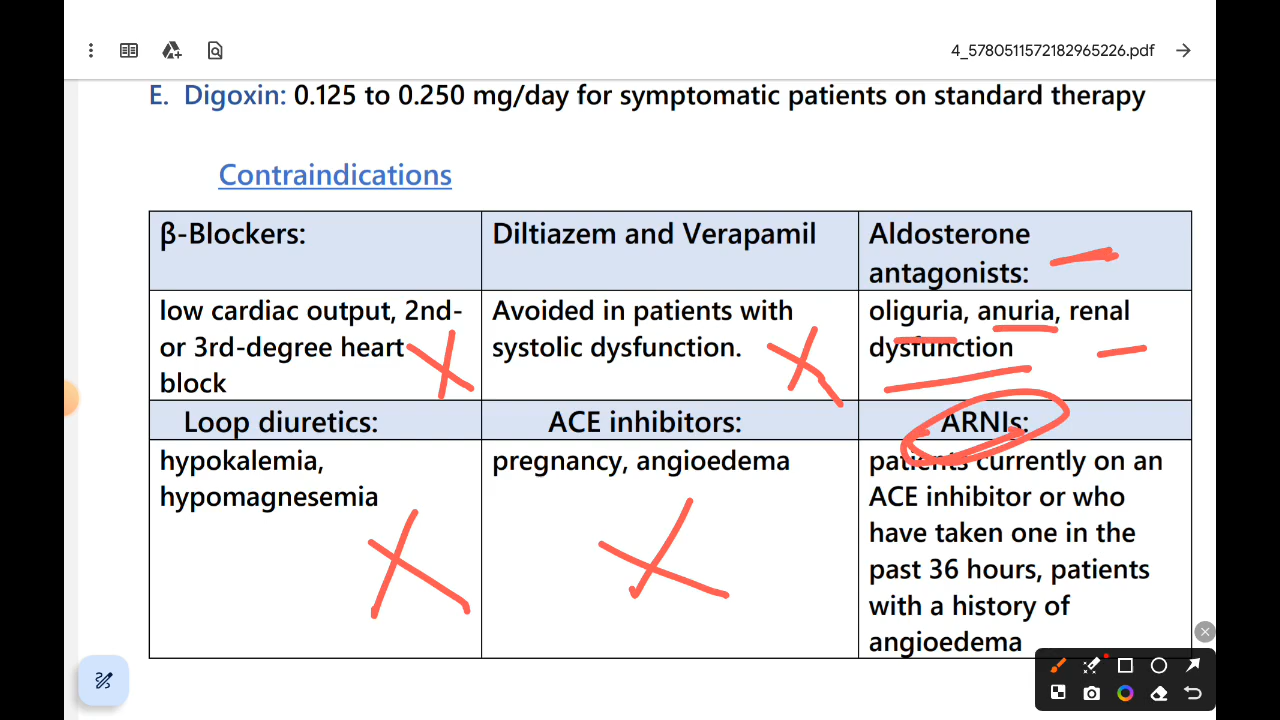 4_5780511572182965226.pdf
E. Digoxin: 0.125 to 0.250 mg/day for symptomatic patients on standard therapy
Contraindications
β-Blockers:
Diltiazem and Verapamil
Aldosterone
antagonists:
low cardiac output, 2nd-
or 3rd-degree heart
block
Avoided in patients with
systolic dysfunction.
oliguria, anuria, renal
dysfunction
Loop diuretics:
ACE inhibitors:
ARNIs:
hypokalemia,
hypomagnesemia
pregnancy, angioedema
patients currently on an
ACE inhibitor or who
have taken one in the
past 36 hours, patients
with a history of
angioedema